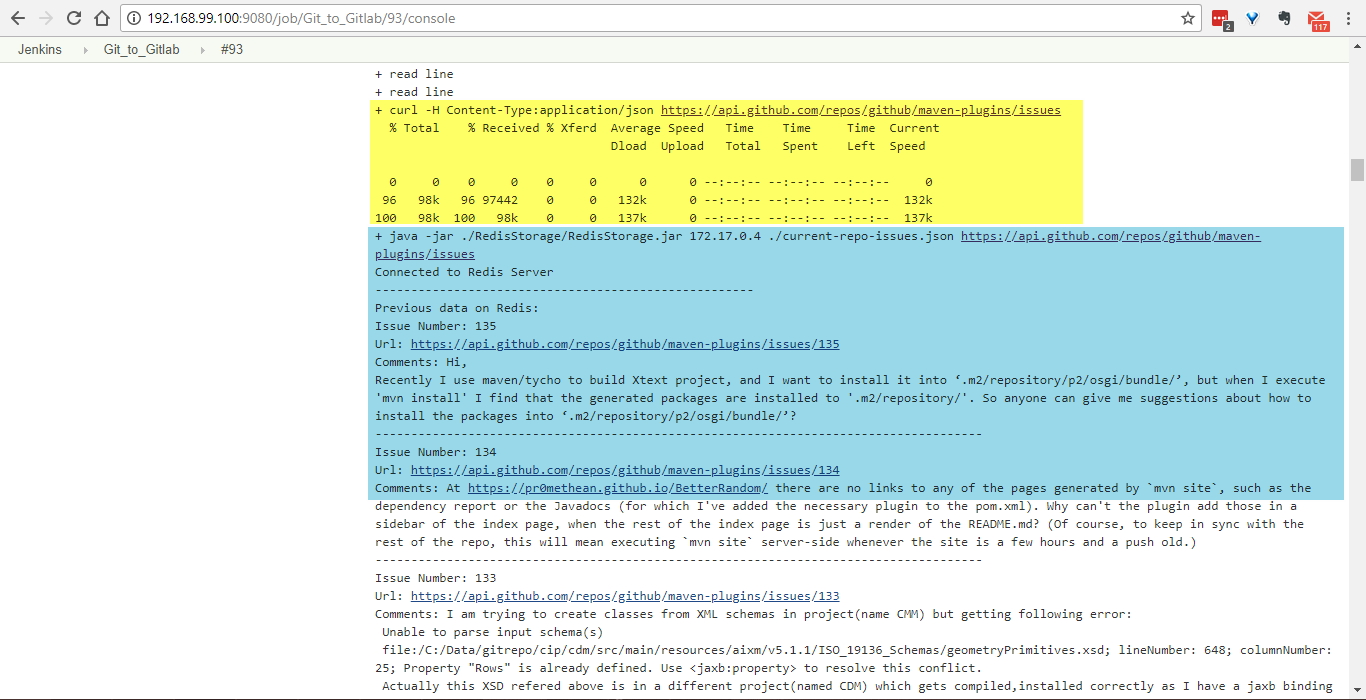 192.168.99.100:9080/job/Git_to_Gitlab/93/console
2
117
Jenkins Git_to_Gitlab #93
+ read line
+ read line
+ curl -H Content-Type:application/json https://api.github.com/repos/github/maven-plugins/issues
% Total % Received % Xferd Average Speed Time Time Time Current
Dload Upload Total Spent Left Speed
0 0 0 0 0 0 0 0 --:--:-- --:--:-- --:--:-- 0
96 98k 96 97442 0 0 132k 0 --:--:-- --:--:-- --:--:-- 132k
100 98k 100 98k 0 0 137k 0 --:--:-- --:--:-- --:--:-- 137k
+ java -jar ./RedisStorage/RedisStorage.jar 172.17.0.4 ./current-repo-issues.json https://api.github.com/repos/github/maven-
plugins/issues
Connected to Redis Server
-----------------------------------------------------
Previous data on Redis:
Issue Number: 135
Url: https://api.github.com/repos/github/maven-plugins/issues/135
Comments: Hi,
Recently I use maven/tycho to build Xtext project, and I want to install it into ‘.m2/repository/p2/osgi/bundle/’, but when I execute
'mvn install' I find that the generated packages are installed to '.m2/repository/'. So anyone can give me suggestions about how to
install the packages into ‘.m2/repository/p2/osgi/bundle/’?
-------------------------------------------------------------------------------------
Issue Number: 134
Url: https://api.github.com/repos/github/maven-plugins/issues/134
Comments: At https://pr0methean.github.io/BetterRandom/ there are no links to any of the pages generated by `mvn site`, such as the
dependency report or the Javadocs (for which I've added the necessary plugin to the pom.xml). Why can't the plugin add those in a
sidebar of the index page, when the rest of the index page is just a render of the README.md? (Of course, to keep in sync with the
rest of the repo, this will mean executing `mvn site` server-side whenever the site is a few hours and a push old.)
-------------------------------------------------------------------------------------
Issue Number: 133
Url: https://api.github.com/repos/github/maven-plugins/issues/133
Comments: I am trying to create classes from XML schemas in project(name CMM) but getting following error:
Unable to parse input schema(s)
file:/C:/Data/gitrepo/cip/cdm/src/main/resources/aixm/v5.1.1/ISO_19136_Schemas/geometryPrimitives.xsd; lineNumber: 648; columnNumber:
25; Property "Rows" is already defined. Use <jaxb:property> to resolve this conflict.
Actually this XSD refered above is in a different project(named CDM) which gets compiled,installed correctly as I have a jaxb binding